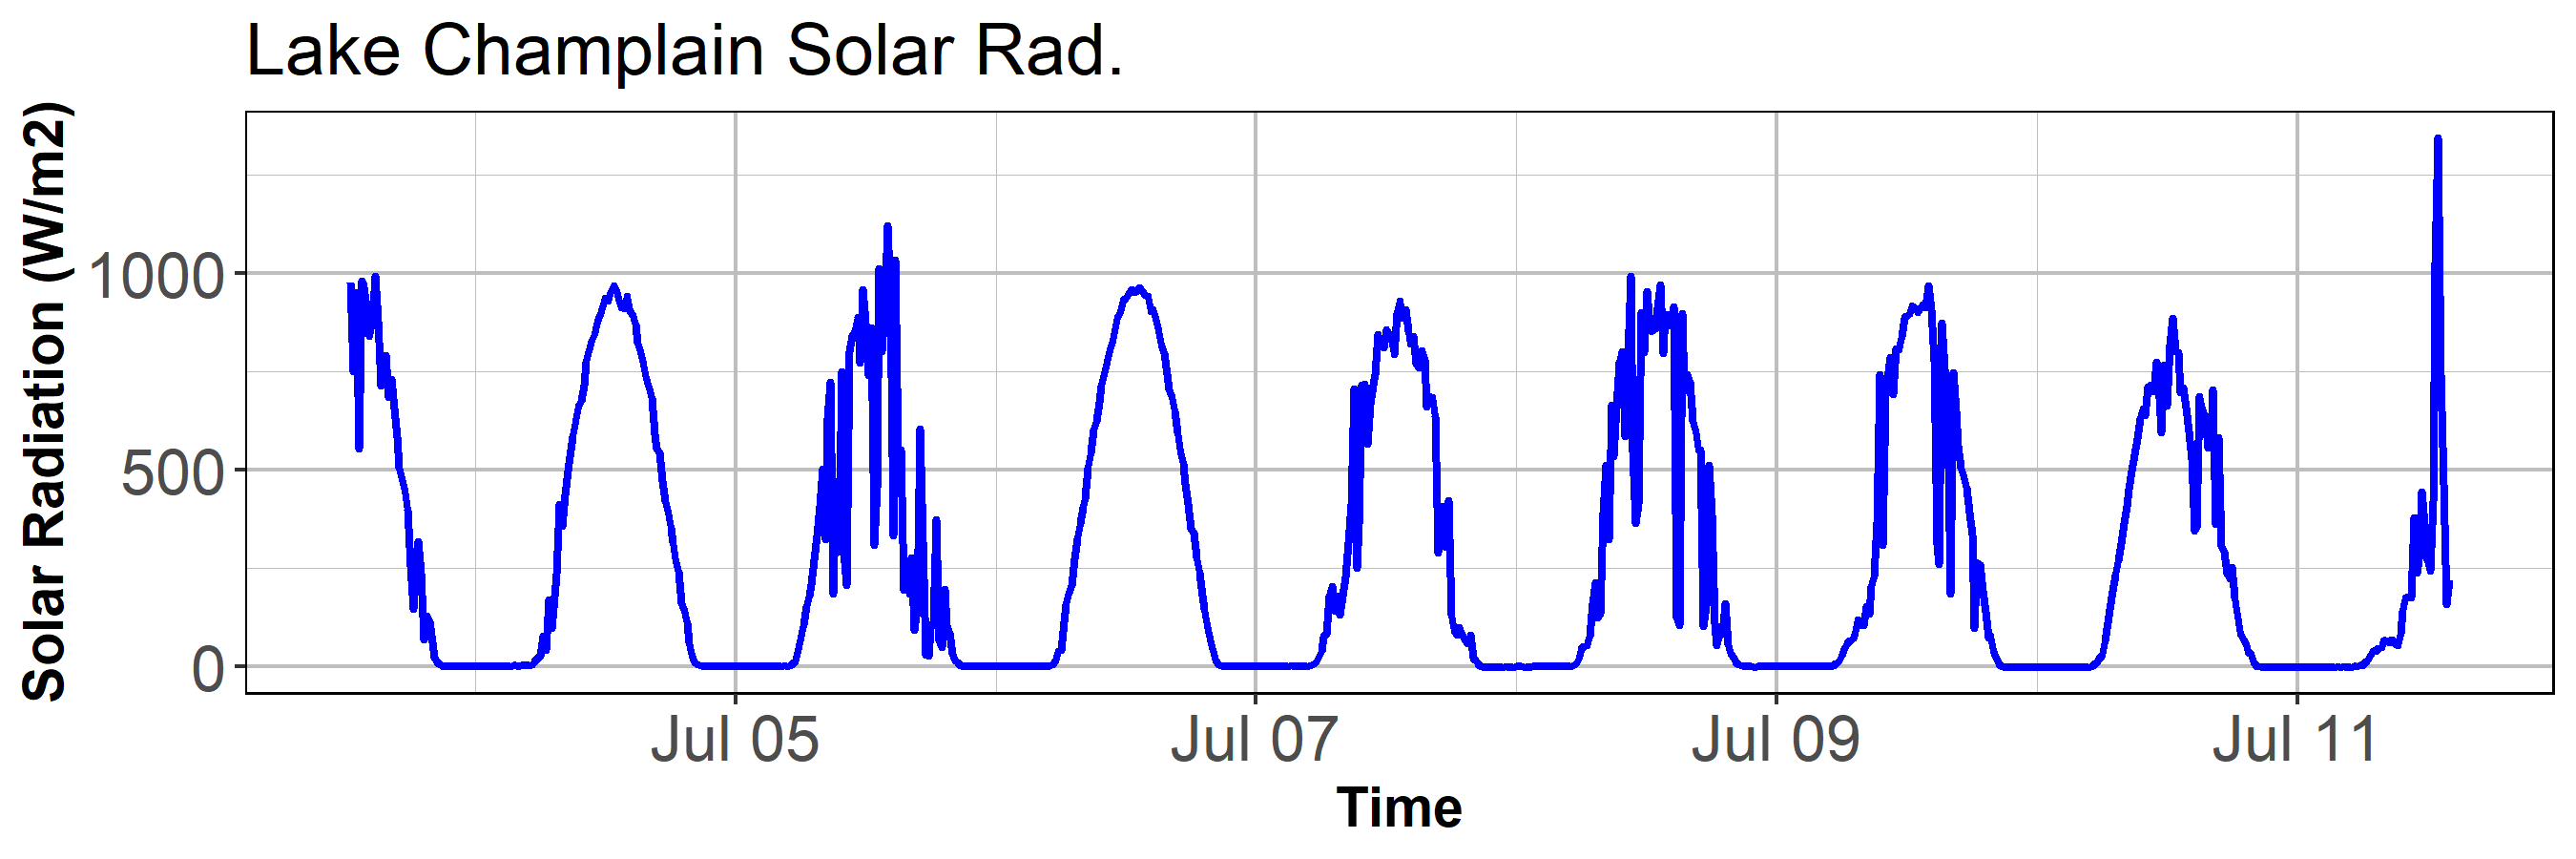 Lake Champlain Solar Rad.
Solar Radiation (W/m2)
1000
500
0
Jul 05
Jul 07
Jul 09
Jul 11
Time